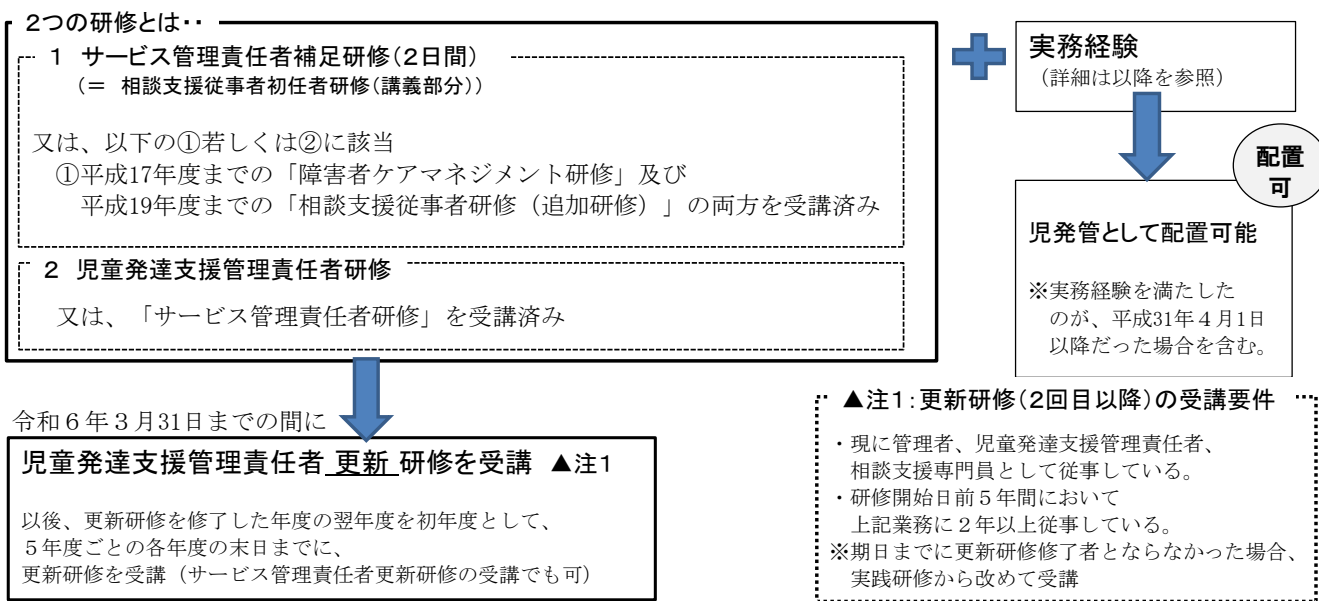 2つの研修とは‥
1 サービス管理責任者補足研修(2日間)
(= 相談支援従事者初任者研修(講義部分))
又は、以下の①若しくは②に該当
①平成17年度までの「障害者ケアマネジメント研修」及び
平成19年度までの「相談支援従事者研修(追加研修)」の両方を受講済み
2 児童発達支援管理責任者研修
又は、「サービス管理責任者研修」を受講済み
実務経験
(詳細は以降を参照)
配置
可
児発管として配置可能
※実務経験を満たした
のが、平成31年4月1日
以降だった場合を含む。
令和6年3月31日までの間に
児童発達支援管理責任者 更新 研修を受講 ▲注1
以後、更新研修を修了した年度の翌年度を初年度として、
5年度ごとの各年度の末日までに、
更新研修を受講(サービス管理責任者更新研修の受講でも可)
▲注1:更新研修(2回目以降)の受講要件
・現に管理者、児童発達支援管理責任者、
相談支援専門員として従事している。
・研修開始日前5年間において
上記業務に2年以上従事している。
※期日までに更新研修修了者とならなかった場合、
実践研修から改めて受講